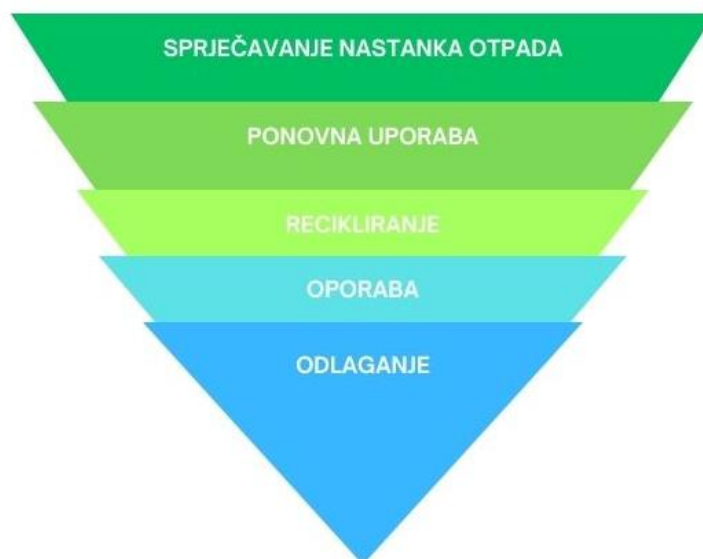 SPRJEČAVANJE NASTANKA OTPADA
PONOVNA UPORABA
RECIKLIRANJE
OPORABA
ODLAGANJE